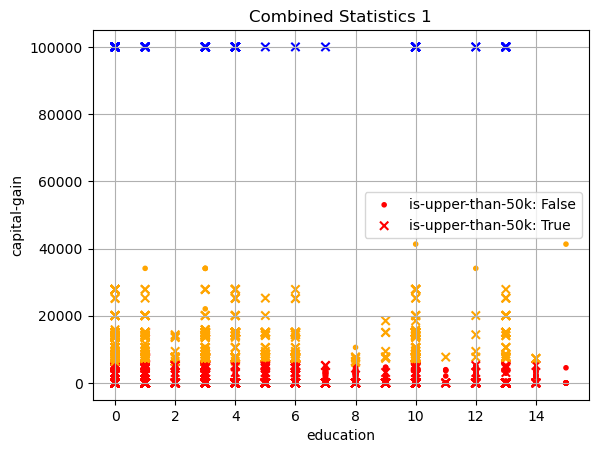 Combined Statistics 1
100000
80000
60000
40000
20000
0
capital-gain
is-upper-than-50k: False
is-upper-than-50k: True
0 2 4 6 8 10 12 14
education